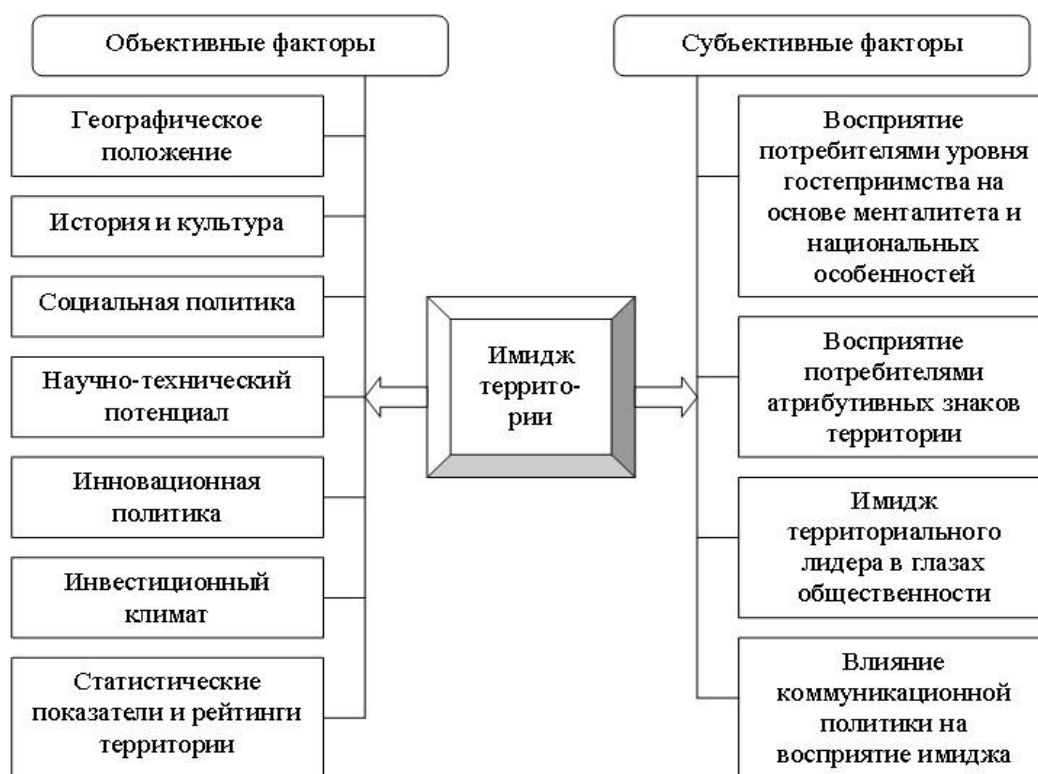 Объективные факторы
Географическое
положение
История и культура
Социальная политика
Научно-технический
потенциал
Инновационная
политика
Инвестиционный
климат
Статистические
показатели и рейтинги
территории
Имидж
террито-
рии
Субъективные факторы
Восприятие
потребителями уровня
гостеприимства на
основе менталитета и
национальных
особенностей
Восприятие
потребителями
атрибутивных знаков
территории
Имидж
территориального
лидера в глазах
общественности
Влияние
коммуникационной
политики на
восприятие имиджа